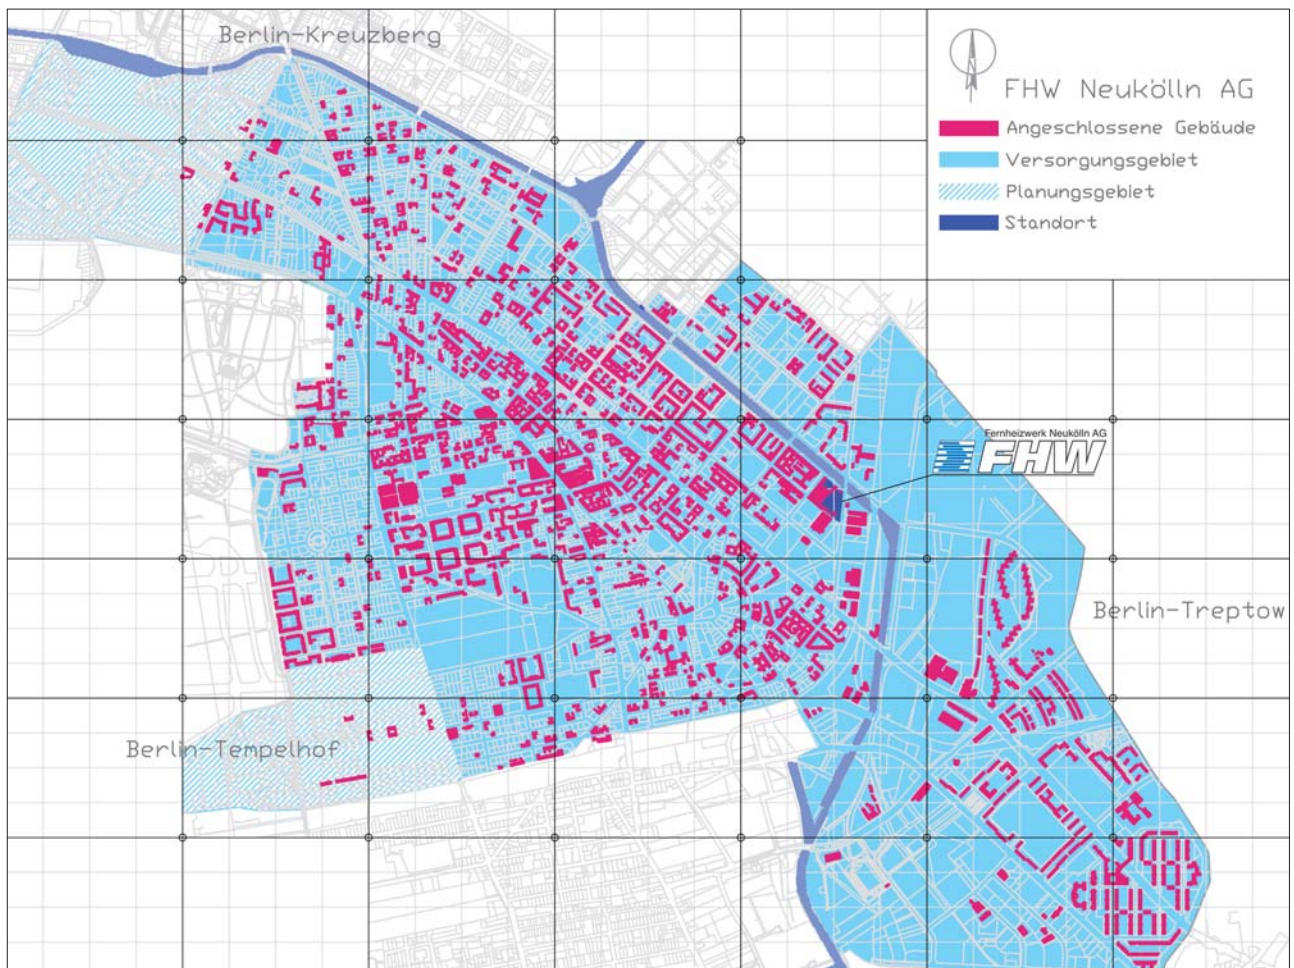 Berlin-Kreuzberg
FHW Neukölln AG
Angeschlossene Gebäude
Versorgungsgebiet
Planungsgebiet
Standort
Fernheizwerk Neukölln AG
FHW
Berlin-Treptow
Berlin-Tempelhof